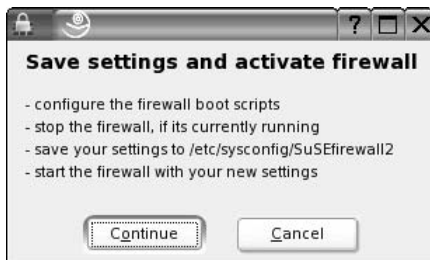 Save settings and activate firewall
- configure the firewall boot scripts
- stop the firewall, if its currently running
- save your settings to /etc/sysconfig/SuSEfirewall2
- start the firewall with your new settings
Continue Cancel